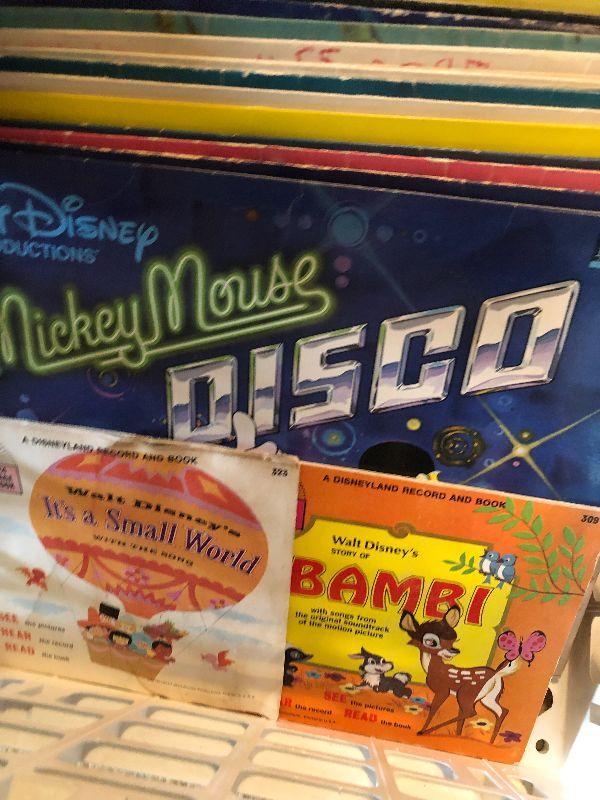 Disney
Mickey Mouse
DISCO
A DISNEYLAND RECORD AND BOOK
323
Walt Disney's
It's a Small World
WITH THE SONG
SEE the pictures
HEAR the record
READ the book
A DISNEYLAND RECORD AND BOOK
309
Walt Disney's
STORY OF
BAMBI
with songs from
the original soundtrack
of the motion picture
SEE the pictures
the record
READ the book